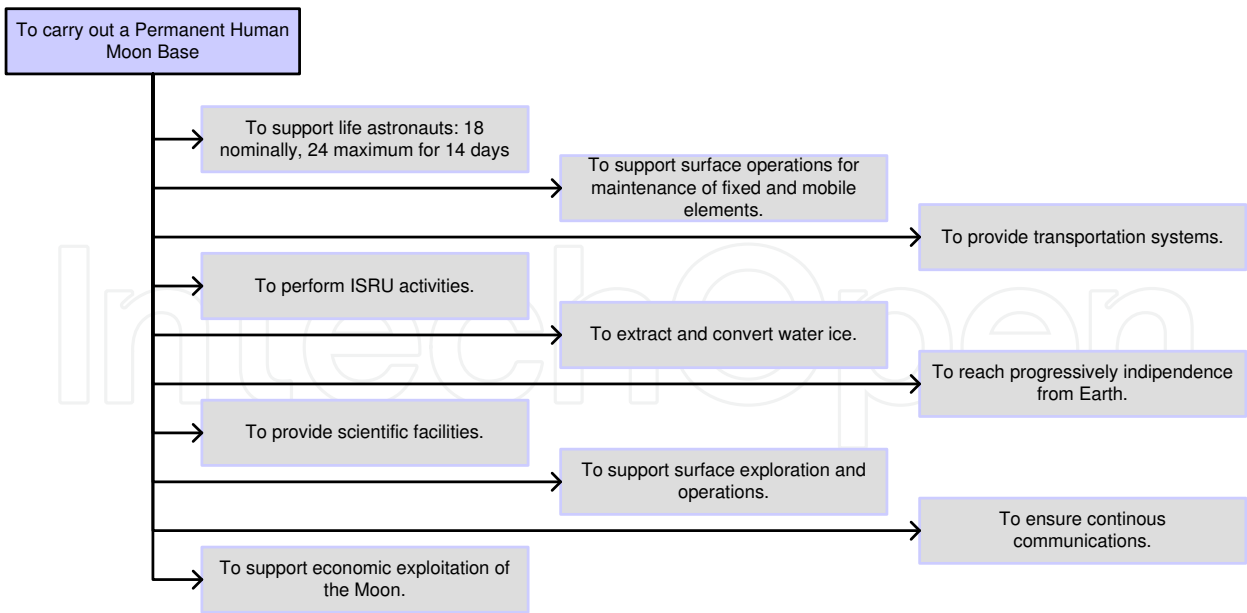 To carry out a Permanent Human
Moon Base
To support life astronauts: 18
nominally, 24 maximum for 14 days
To support surface operations for
maintenance of fixed and mobile
elements.
To provide transportation systems.
To perform ISRU activities.
To extract and convert water ice.
To reach progressively indipendence
from Earth.
To provide scientific facilities.
To support surface exploration and
operations.
To ensure continous
communications.
To support economic exploitation of
the Moon.
IntechOpen